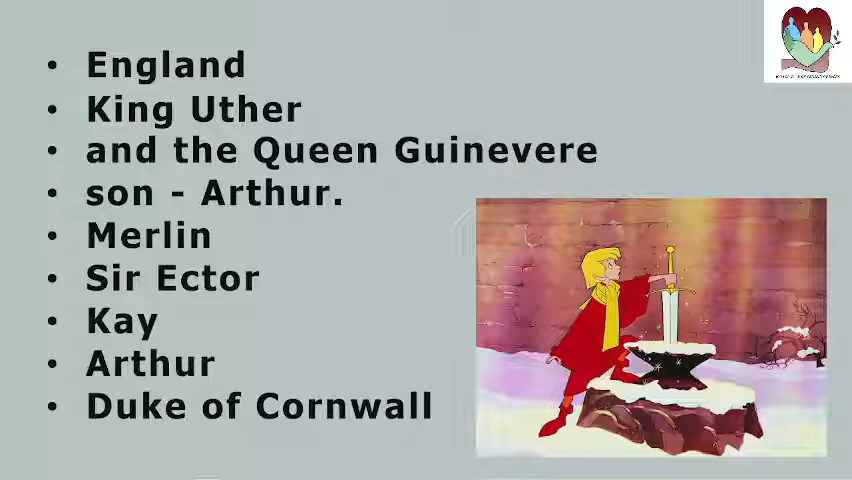 • England
• King Uther
• and the Queen Guinevere
• son - Arthur.
• Merlin
• Sir Ector
• Kay
• Arthur
• Duke of Cornwall